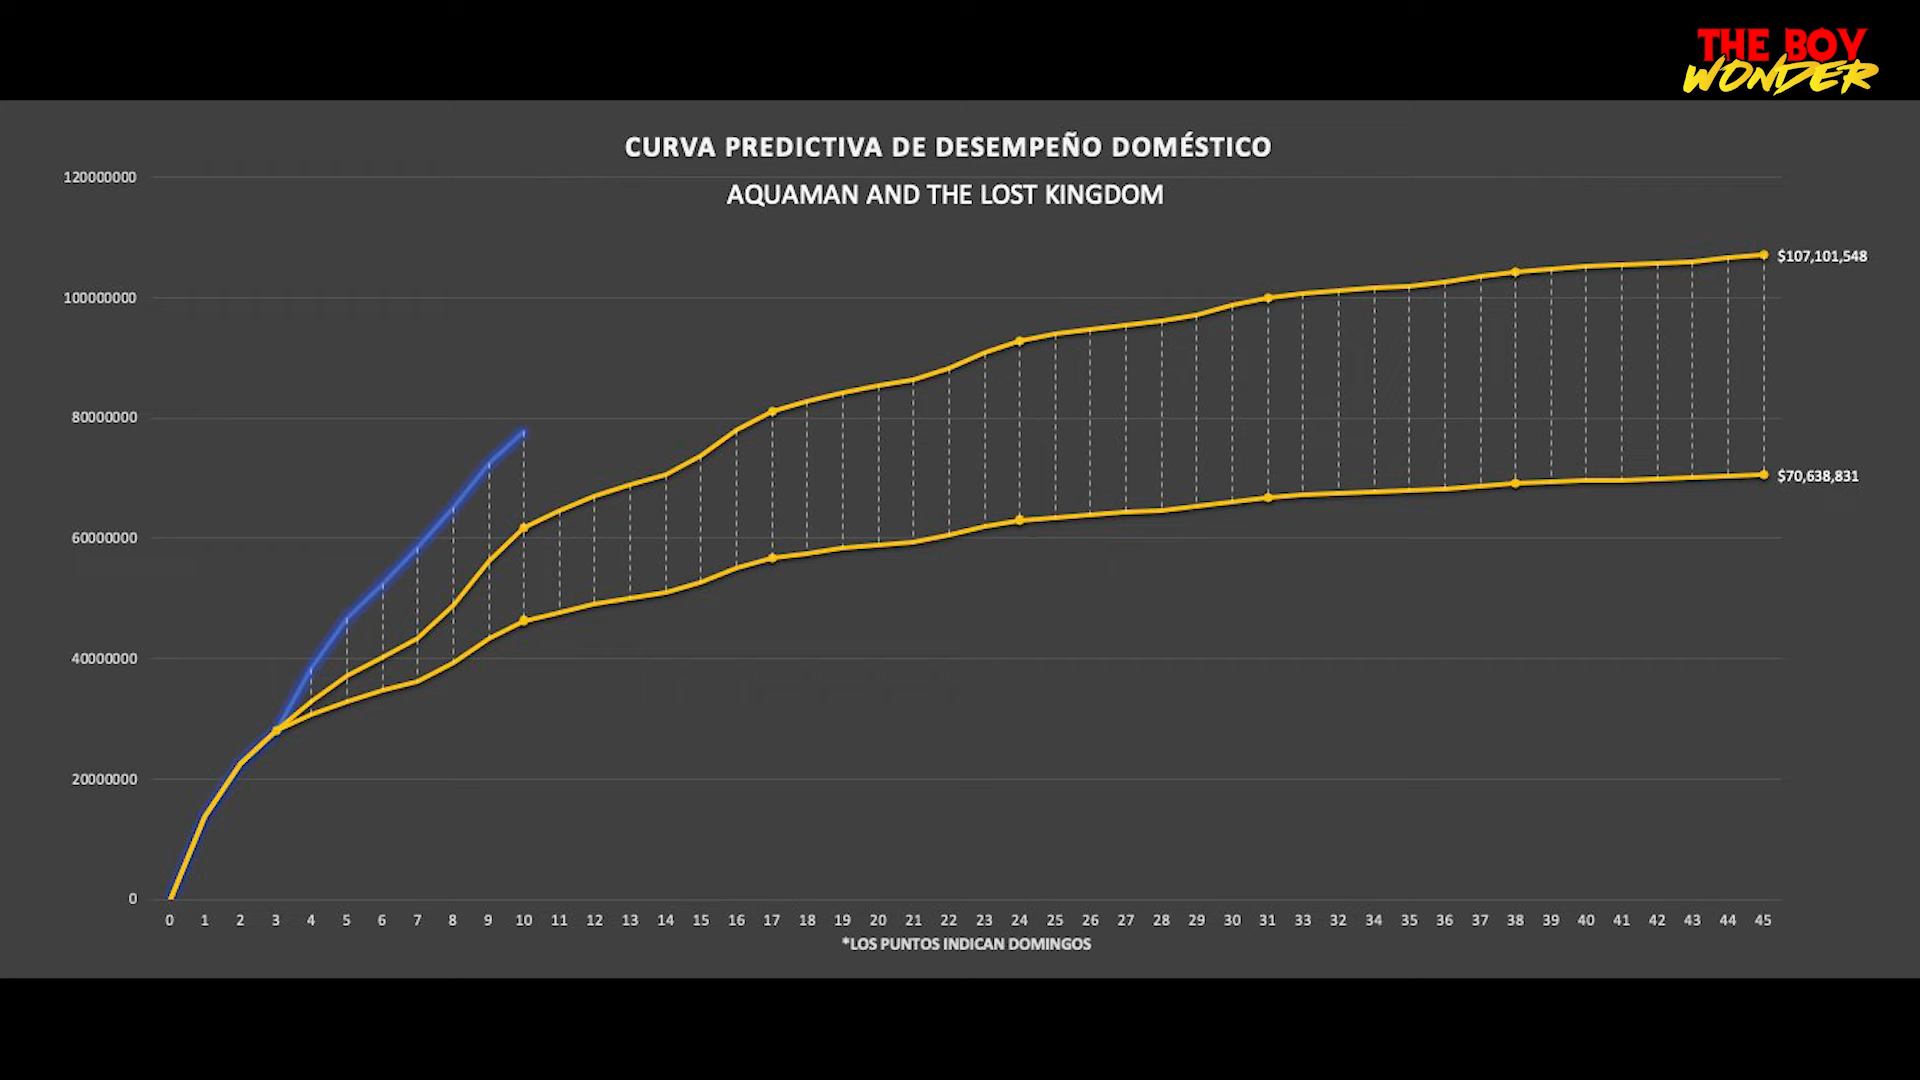 THE BOY
WONDER
CURVA PREDICTIVA DE DESEMPEÑO DOMÉSTICO
AQUAMAN AND THE LOST KINGDOM
120000000
100000000
80000000
60000000
40000000
20000000
0
$107,101,548
$70,638,831
0 1 2 3 4 5 6 7 8 9 10 11 12 13 14 15 16 17 18 19 20 21 22 23 24 25 26 27 28 29 30 31 33 32 34 35 36 37 38 39 40 41 42 43 44 45
*LOS PUNTOS INDICAN DOMINGOS